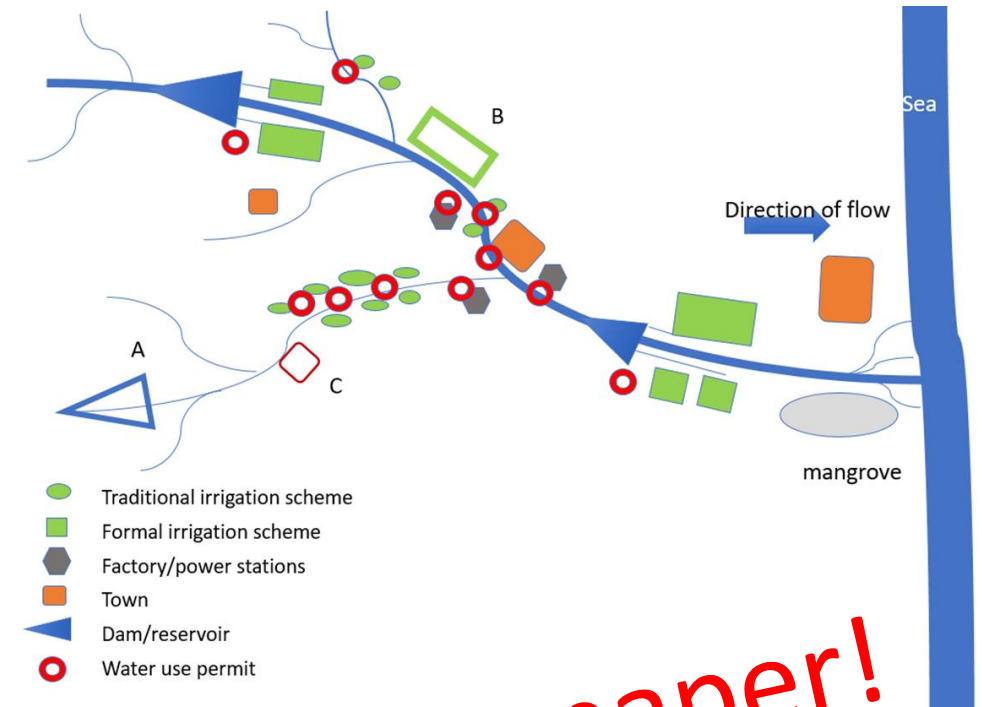 B
Sea
Direction of flow
A
C
mangrove
Traditional irrigation scheme
Formal irrigation scheme
Factory/power stations
Town
Dam/reservoir
Water use permit